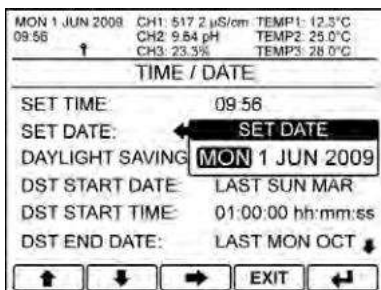 MON 1 JUN 2009 CH1: 517.2 µS/cm TEMP1: 12.3°C
09:56 CH2: 9.64 pH TEMP2: 25.0°C
CH3: 23.3% TEMP3: 28.0°C
TIME / DATE
SET TIME: 09:56
SET DATE: SET DATE
DAYLIGHT SAVING MON 1 JUN 2009
DST START DATE: LAST SUN MAR
DST START TIME: 01:00:00 hh:mm:ss
DST END DATE: LAST MON OCT
EXIT